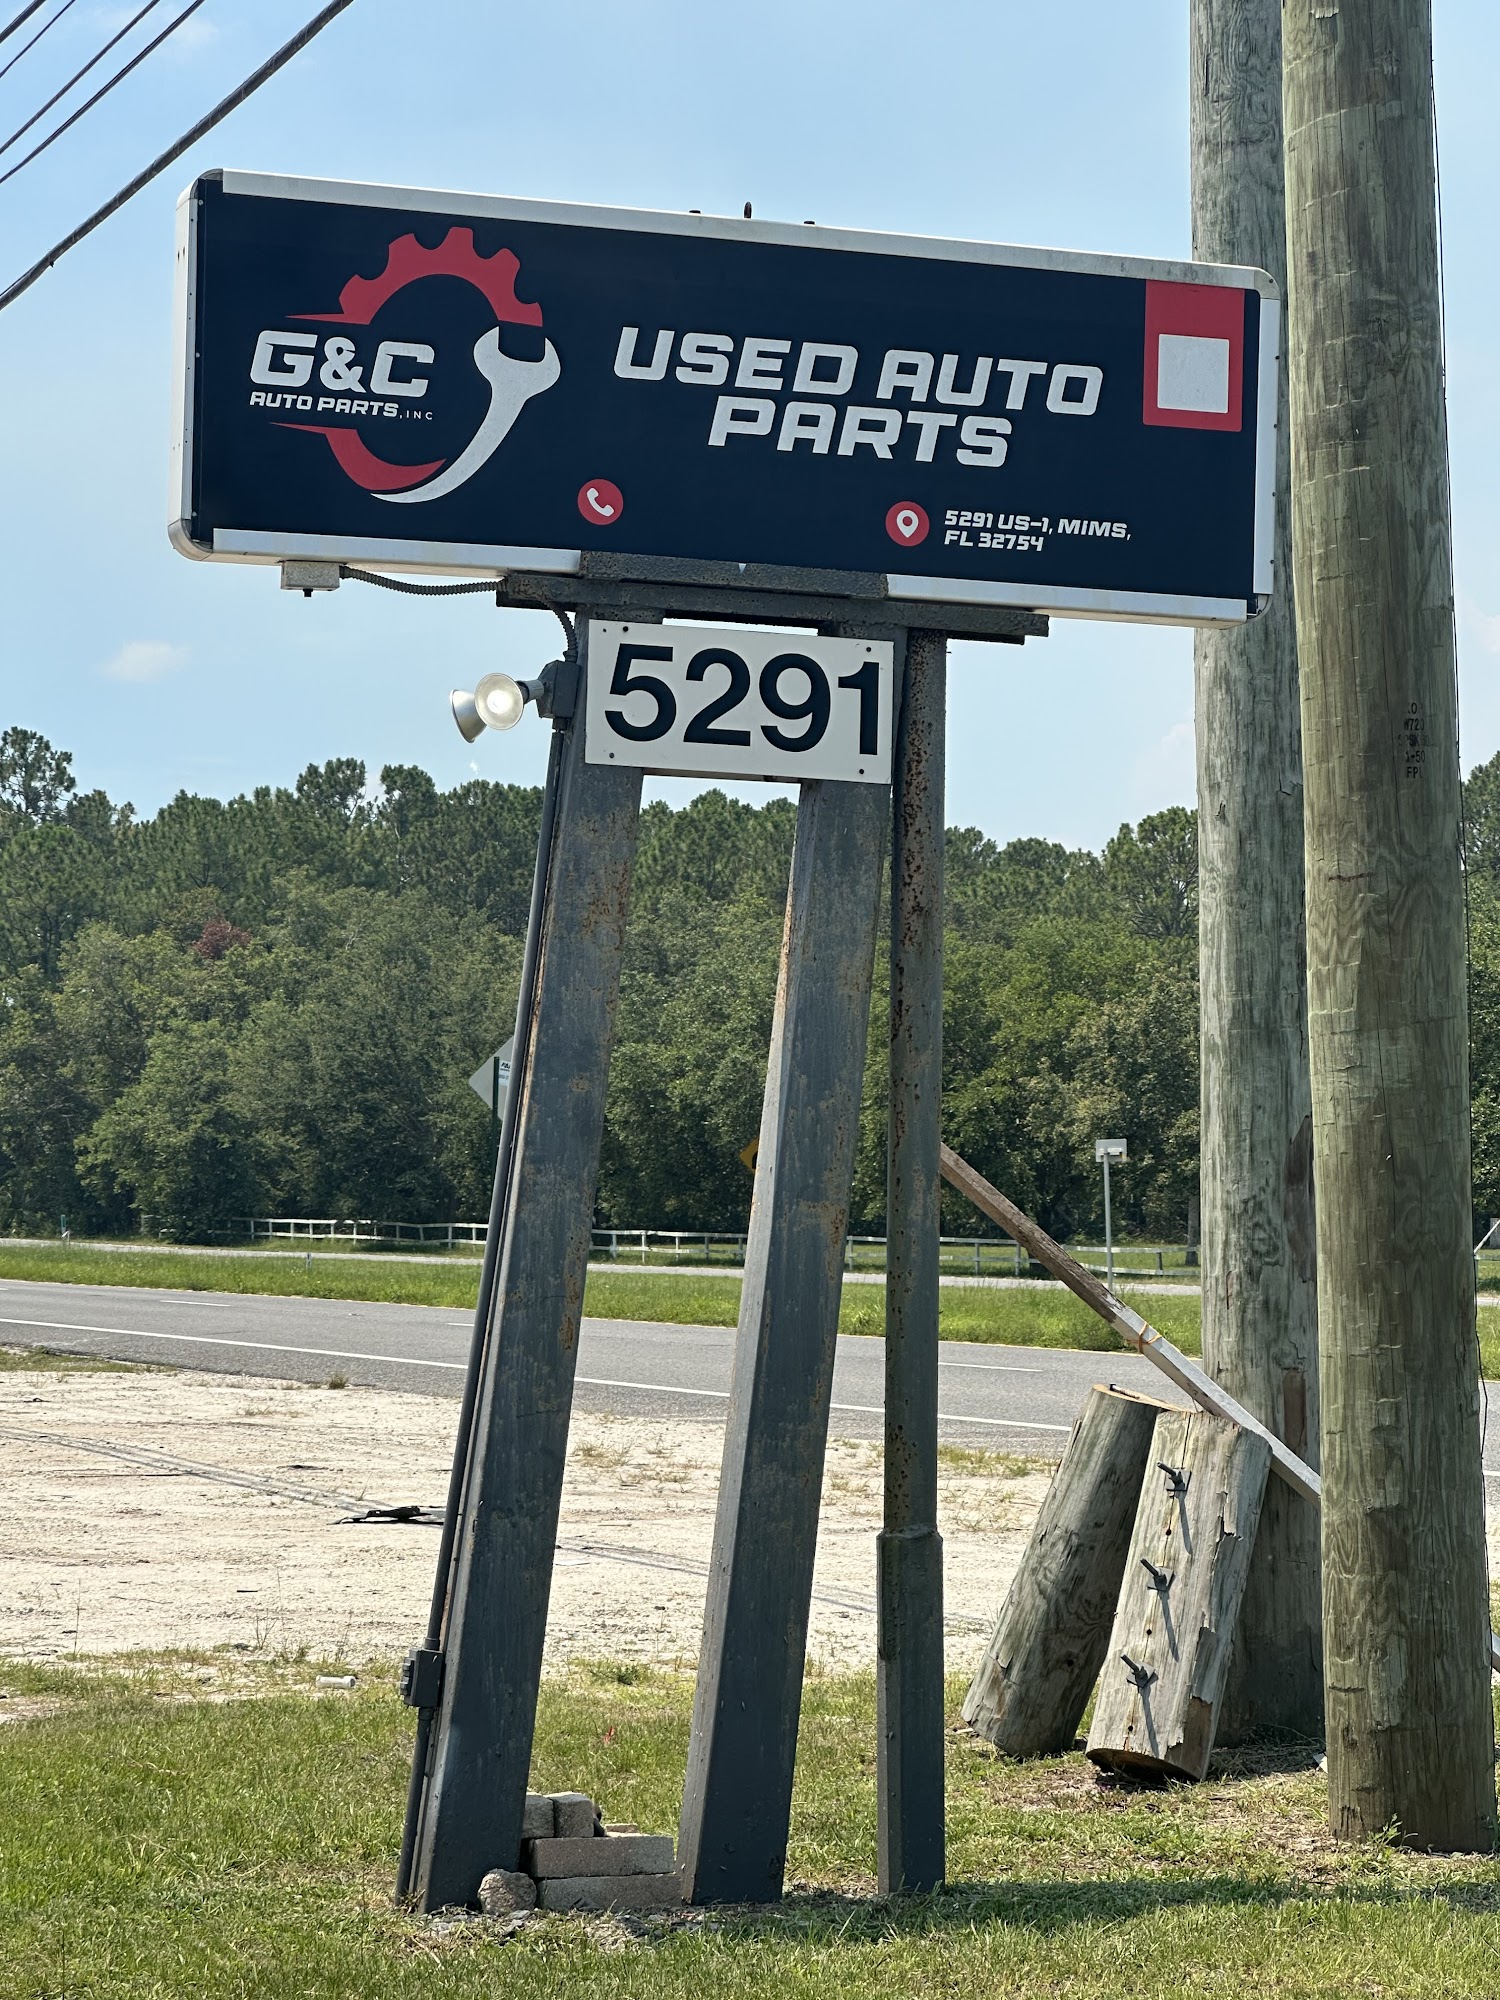 G&C
AUTO PARTS, INC
USED AUTO
PARTS
5291 US-1, MIMS,
FL 32754
5291